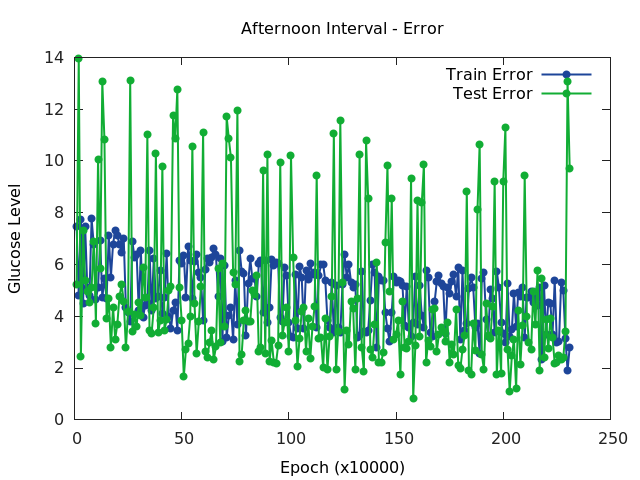 Afternoon Interval - Error
Train Error
Test Error
14
12
10
8
6
4
2
0
Glucose Level
0 50 100 150 200 250
Epoch (x10000)